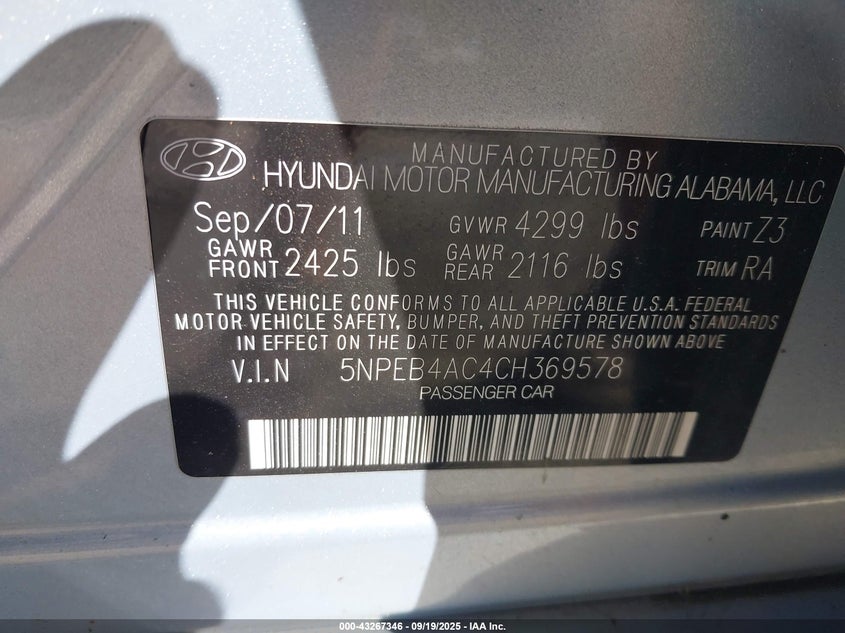 MANUFACTURED BY
HYUNDAI MOTOR MANUFACTURING ALABAMA, LLC
Sep/07/11 GVWR 4299 lbs PAINT Z3
GAWR FRONT 2425 lbs GAWR REAR 2116 lbs TRIM RA
THIS VEHICLE CONFORMS TO ALL APPLICABLE U.S.A. FEDERAL
MOTOR VEHICLE SAFETY, BUMPER, AND THEFT PREVENTION STANDARDS
IN EFFECT ON THE DATE OF MANUFACTURE SHOWN ABOVE
V.I.N 5NPEB4AC4CH369578
PASSENGER CAR
000-43267346 - 09/19/2025 - IAA Inc.